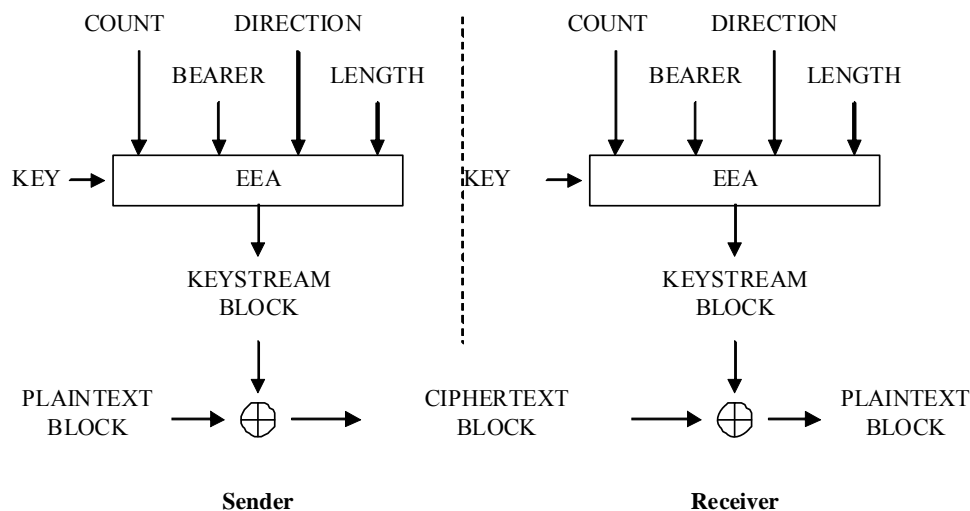 COUNT DIRECTION
BEARER LENGTH
KEY EEA
KEYSTREAM
BLOCK
PLAINTEXT
BLOCK
Sender
COUNT DIRECTION
BEARER LENGTH
KEY EEA
KEYSTREAM
BLOCK
CIPHERTEXT
BLOCK
PLAINTEXT
BLOCK
Receiver